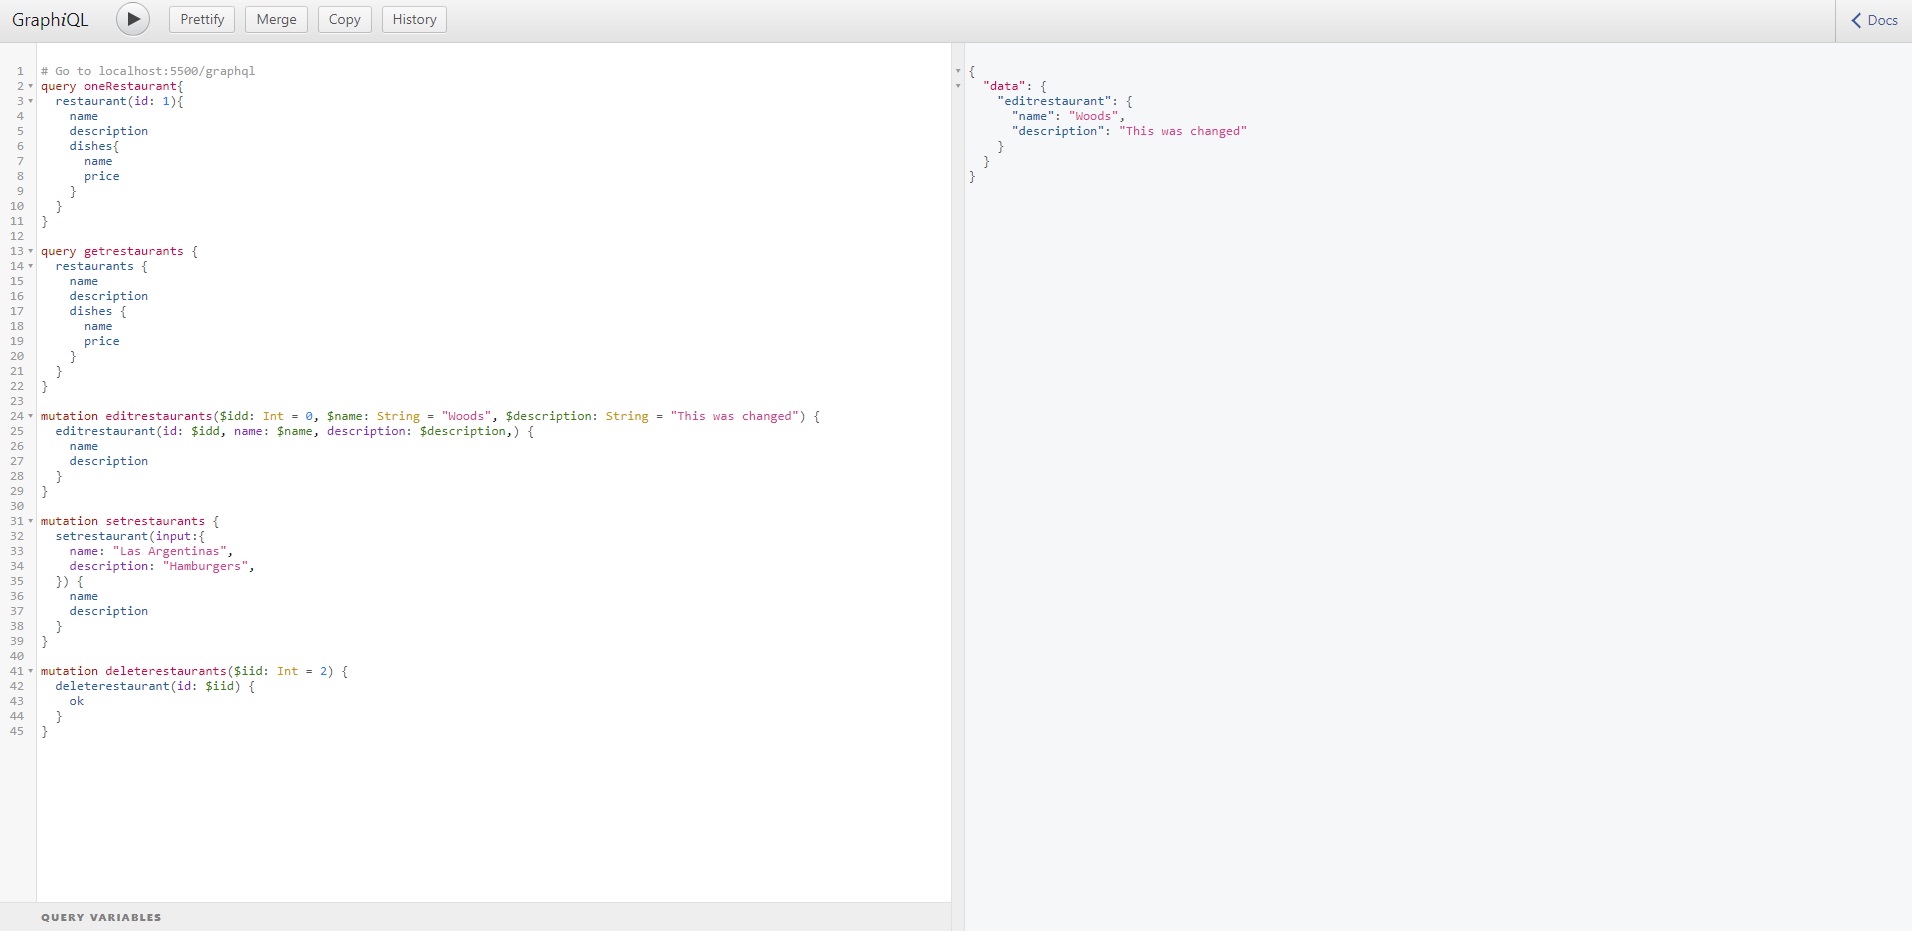 GraphiQL Prettify Merge Copy History Docs
1 # Go to localhost:5500/graphql
2 query oneRestaurant{
3 restaurant(id: 1){
4 name
5 description
6 dishes{
7 name
8 price
9 }
10 }
11 }
12
13 query getrestaurants {
14 restaurants {
15 name
16 description
17 dishes {
18 name
19 price
20 }
21 }
22 }
23
24 mutation editrestaurants($idd: Int = 0, $name: String = "Woods", $description: String = "This was changed") {
25 editrestaurant(id: $idd, name: $name, description: $description,) {
26 name
27 description
28 }
29 }
30
31 mutation setrestaurants {
32 setrestaurant(input:{
33 name: "Las Argentinas",
34 description: "Hamburgers",
35 }) {
36 name
37 description
38 }
39 }
40
41 mutation deleterestaurants($iid: Int = 2) {
42 deleterestaurant(id: $iid) {
43 ok
44 }
45 }
QUERY VARIABLES
{
"data": {
"editrestaurant": {
"name": "Woods",
"description": "This was changed"
}
}
}